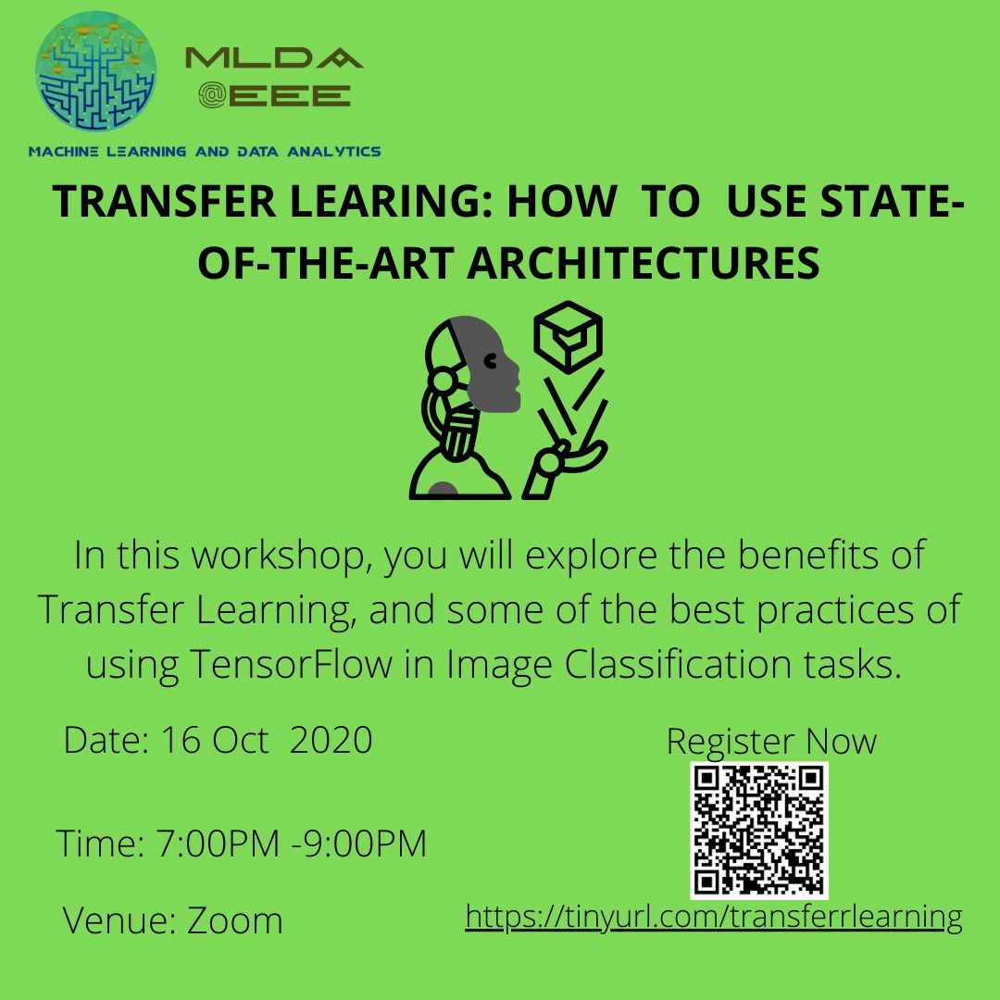 MLDA
@EEE
MACHINE LEARNING AND DATA ANALYTICS
TRANSFER LEARING: HOW TO USE STATE-
OF-THE-ART ARCHITECTURES
In this workshop, you will explore the benefits of
Transfer Learning, and some of the best practices of
using TensorFlow in Image Classification tasks.
Date: 16 Oct 2020
Time: 7:00PM -9:00PM
Venue: Zoom
Register Now
https://tinyurl.com/transferrlearning